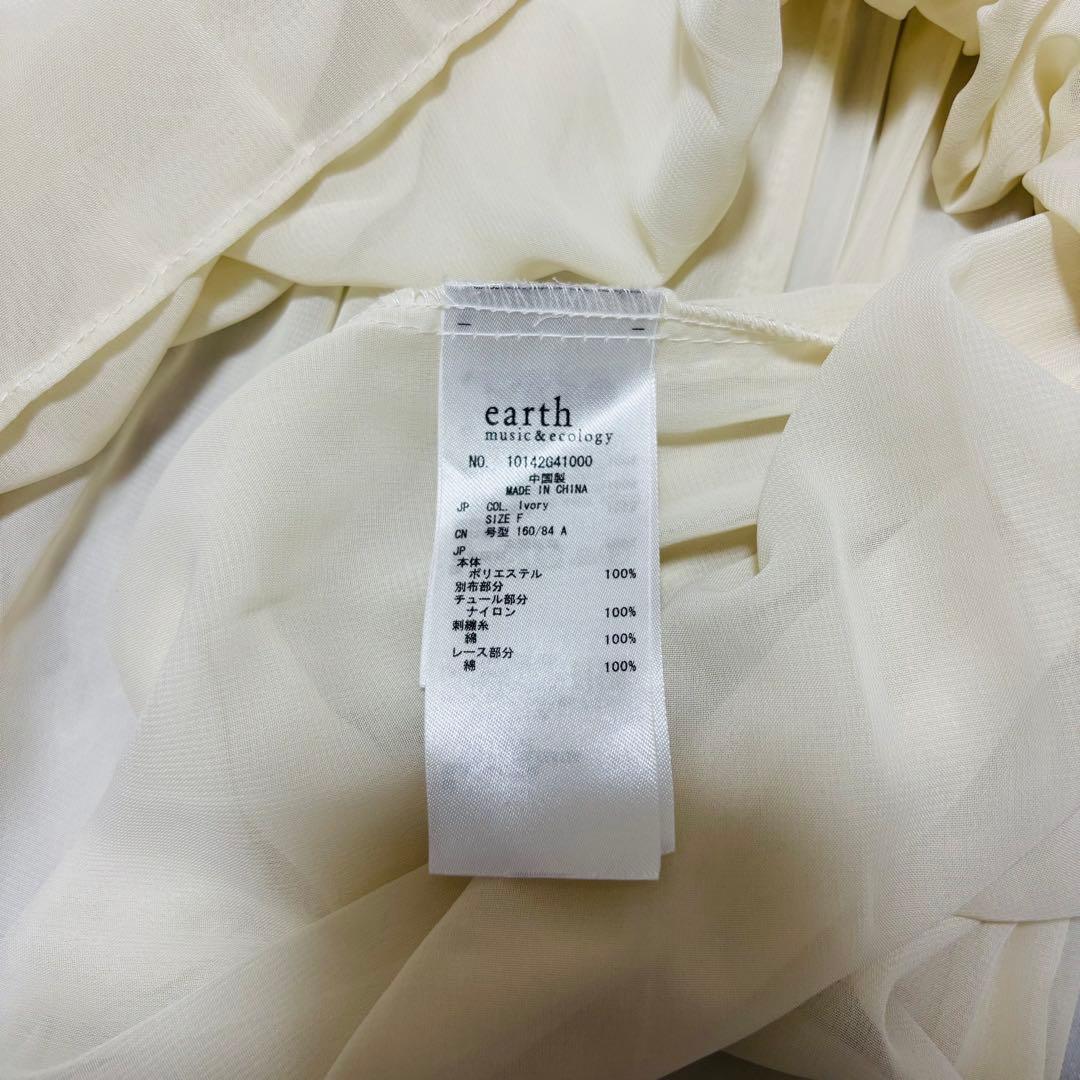 earth
music&ecology
NO. 10142G41000
中国製
MADE IN CHINA
JP COL. Ivory
SIZE F
CN 号型 160/84 A
JP
本体
ポリエステル 100%
別布部分
チュール部分
ナイロン 100%
刺繍糸
綿 100%
レース部分
綿 100%